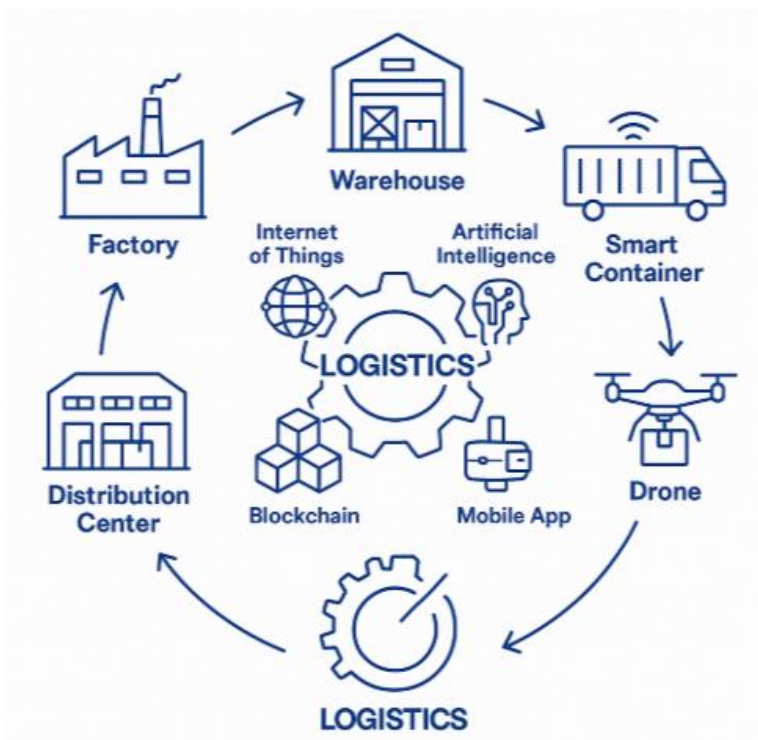 Warehouse
Factory
Smart
Container
Internet
of Things
Artificial
Intelligence
LOGISTICS
Distribution
Center
Blockchain
Mobile App
Drone
LOGISTICS